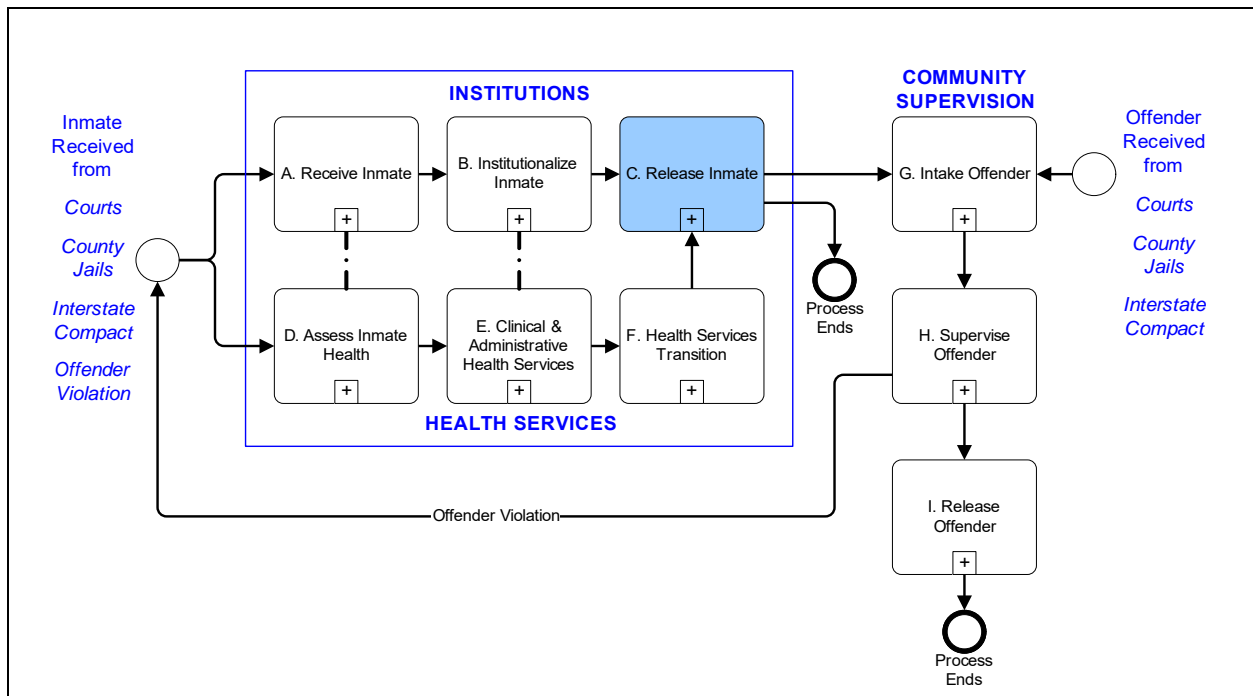 INSTITUTIONS
COMMUNITY
SUPERVISION
Inmate
Received
from
Courts
County
Jails
Interstate
Compact
Offender
Violation
A. Receive Inmate
+
B. Institutionalize
Inmate
+
C. Release Inmate
+
G. Intake Offender
+
Offender
Received
from
Courts
County
Jails
Interstate
Compact
Process
Ends
D. Assess Inmate
Health
+
E. Clinical &
Administrative
Health Services
+
F. Health Services
Transition
+
H. Supervise
Offender
+
HEALTH SERVICES
Offender Violation
I. Release
Offender
+
Process
Ends